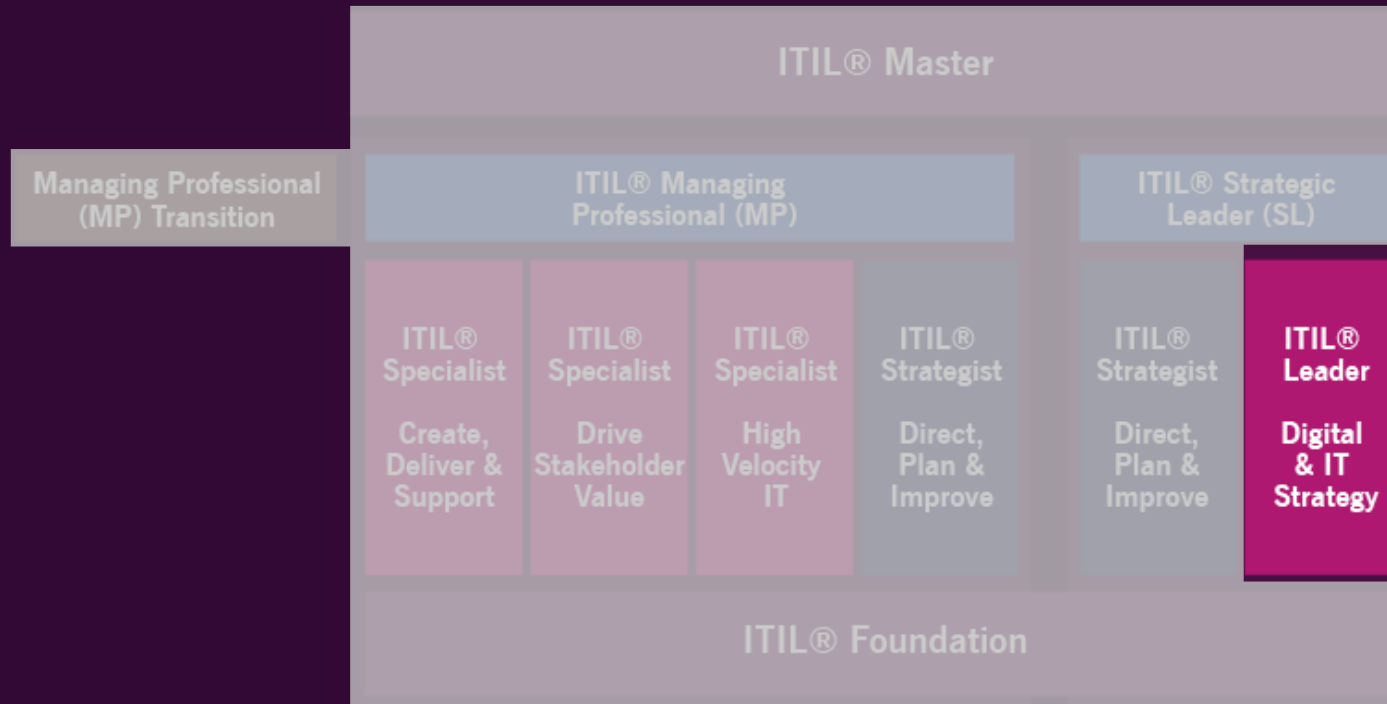 ITIL® Master
Managing Professional
(MP) Transition
ITIL® Managing
Professional (MP)
ITIL® Strategic
Leader (SL)
ITIL®
Specialist
Create,
Deliver &
Support
ITIL®
Specialist
Drive
Stakeholder
Value
ITIL®
Specialist
High
Velocity
IT
ITIL®
Strategist
Direct,
Plan &
Improve
ITIL®
Strategist
Direct,
Plan &
Improve
ITIL®
Leader
Digital
& IT
Strategy
ITIL® Foundation